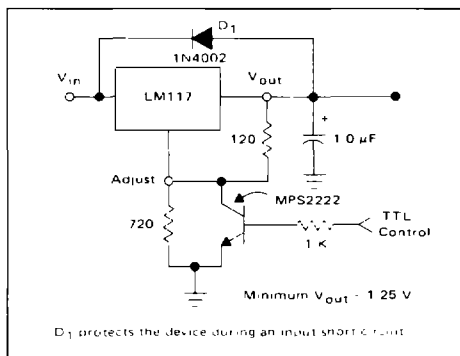 D1
1N4002
Vin
Vout
LM117
120
+
1.0 µF
Adjust
MPS2222
720
TTL
Control
1 K
Minimum Vout - 1.25 V
D1 protects the device during an input short circuit